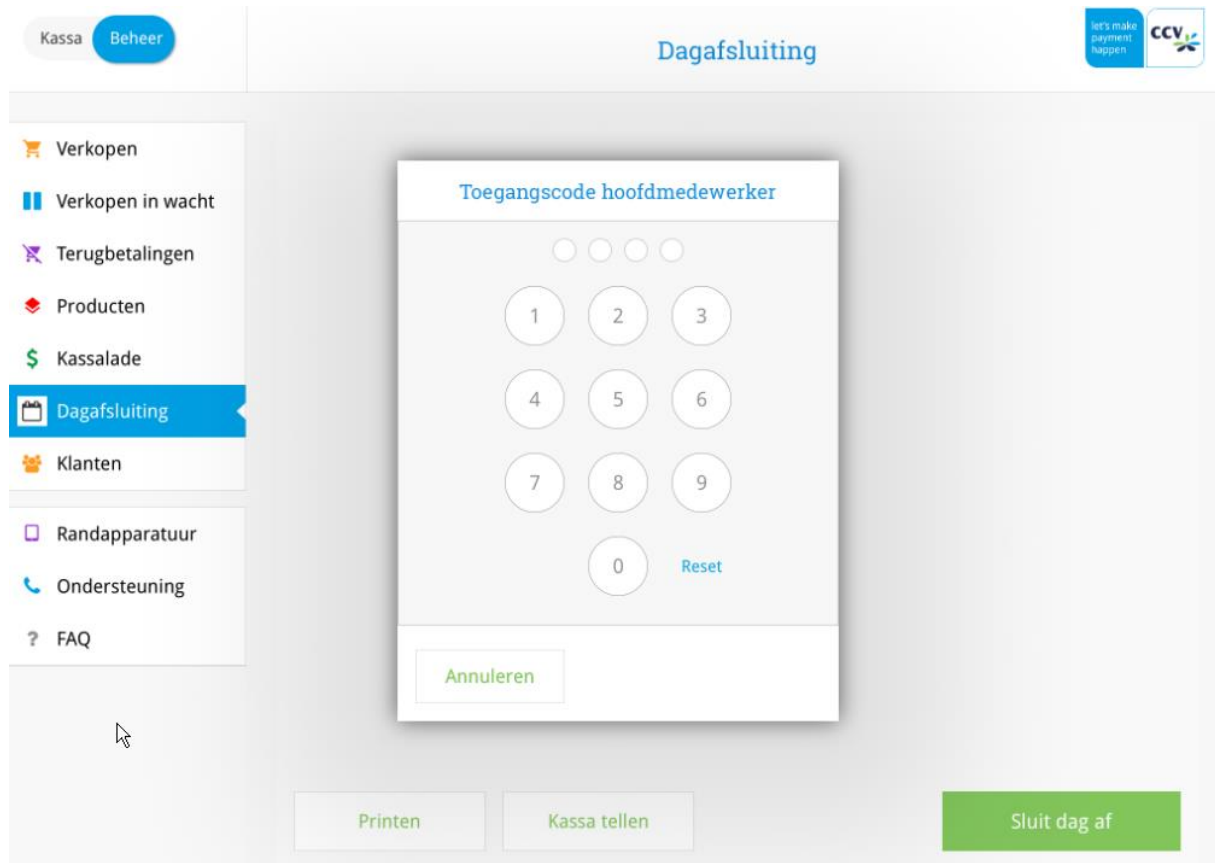 Kassa Beheer
Dagafsluiting
let's make
payment
happen
CCV
Verkopen
Verkopen in wacht
Terugbetalingen
Producten
Kassalade
Dagafsluiting
Klanten
Randapparatuur
Ondersteuning
? FAQ
Toegangscode hoofdmedewerker
1 2 3
4 5 6
7 8 9
0 Reset
Annuleren
Printen Kassa tellen Sluit dag af